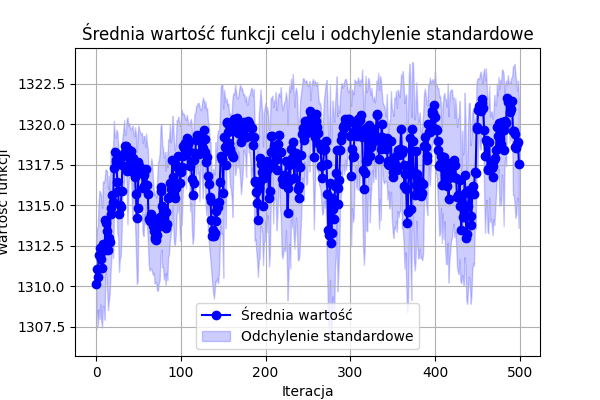 Średnia wartość funkcji celu i odchylenie standardowe
Wartość funkcji
1322.5
1320.0
1317.5
1315.0
1312.5
1310.0
1307.5
Średnia wartość
Odchylenie standardowe
0
100
200
300
400
500
Iteracja